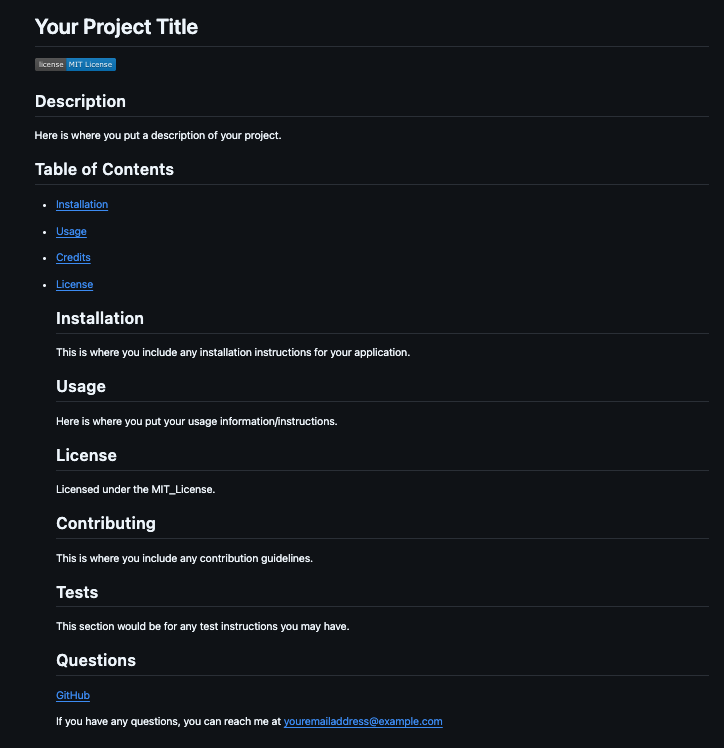 Your Project Title
license MIT License
Description
Here is where you put a description of your project.
Table of Contents
Installation
Usage
Credits
License
Installation
This is where you include any installation instructions for your application.
Usage
Here is where you put your usage information/instructions.
License
Licensed under the MIT_License.
Contributing
This is where you include any contribution guidelines.
Tests
This section would be for any test instructions you may have.
Questions
GitHub
If you have any questions, you can reach me at youremailaddress@example.com